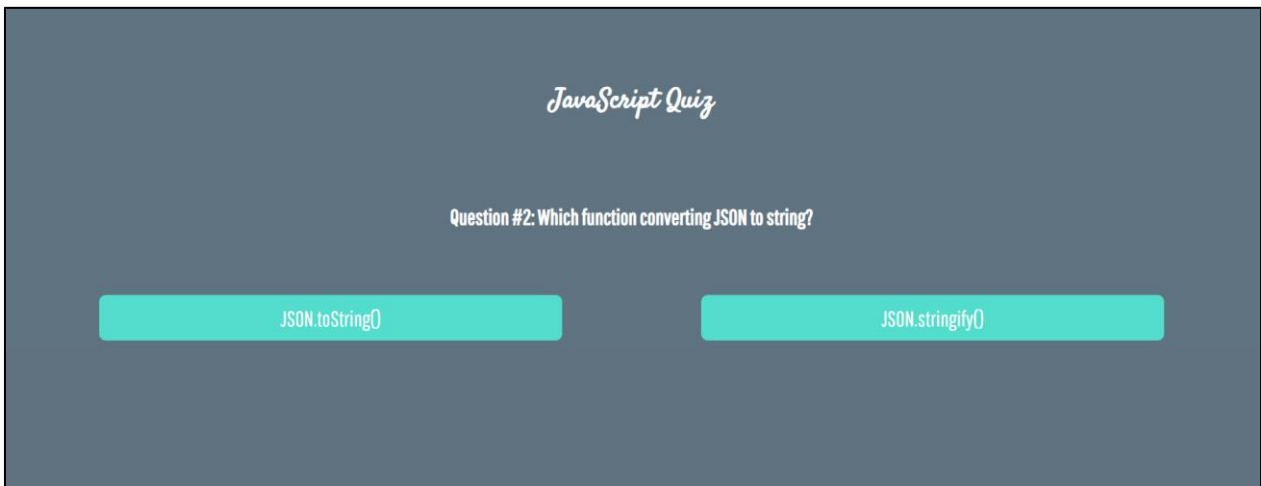 JavaScript Quiz
Question #2: Which function converting JSON to string?
JSON.toString()
JSON.stringify()